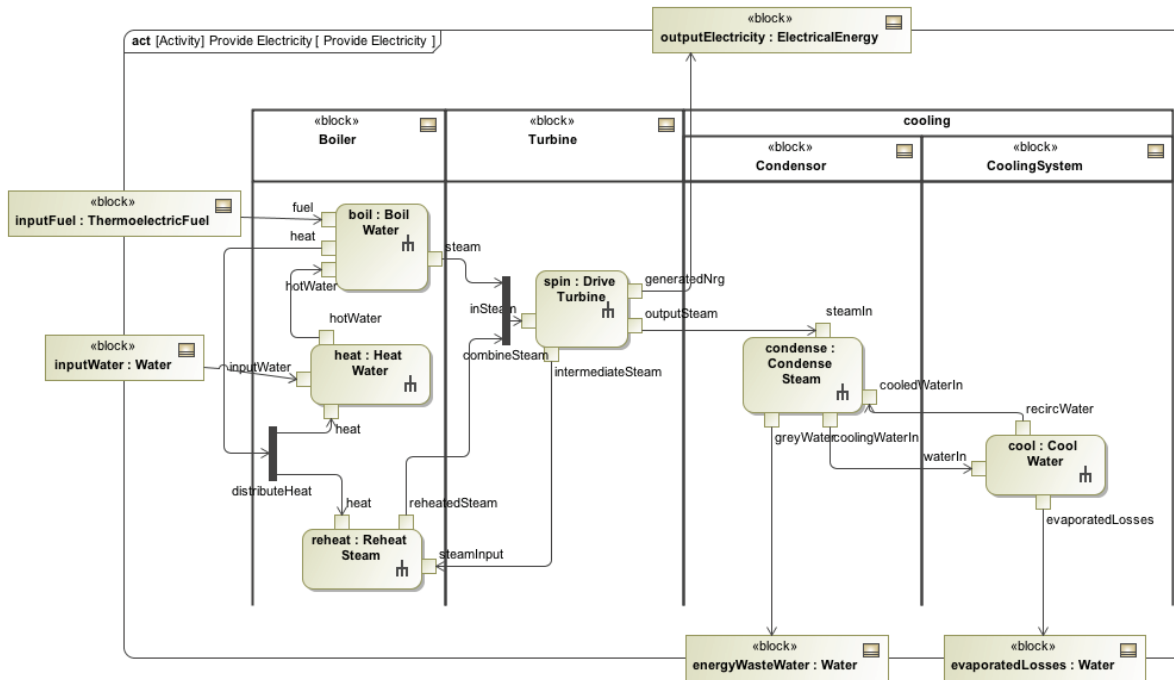 «block»
outputElectricity : ElectricalEnergy
act [Activity] Provide Electricity [ Provide Electricity ]
«block»
Boiler
«block»
Turbine
cooling
«block»
Condensor
«block»
CoolingSystem
«block»
inputFuel : ThermoelectricFuel
fuel
heat
hotWater
boil : Boil
Water
steam
inSteam
combineSteam
spin : Drive
Turbine
generatedNrg
outputSteam
intermediateSteam
steamIn
hotWater
«block»
inputWater : Water
inputWater
heat : Heat
Water
heat
condense :
Condense
Steam
cooledWaterIn
greyWater
coolingWaterIn
recircWater
waterIn
cool : Cool
Water
evaporatedLosses
distributeHeat
heat
reheatedSteam
reheat : Reheat
Steam
steamInput
«block»
energyWasteWater : Water
«block»
evaporatedLosses : Water